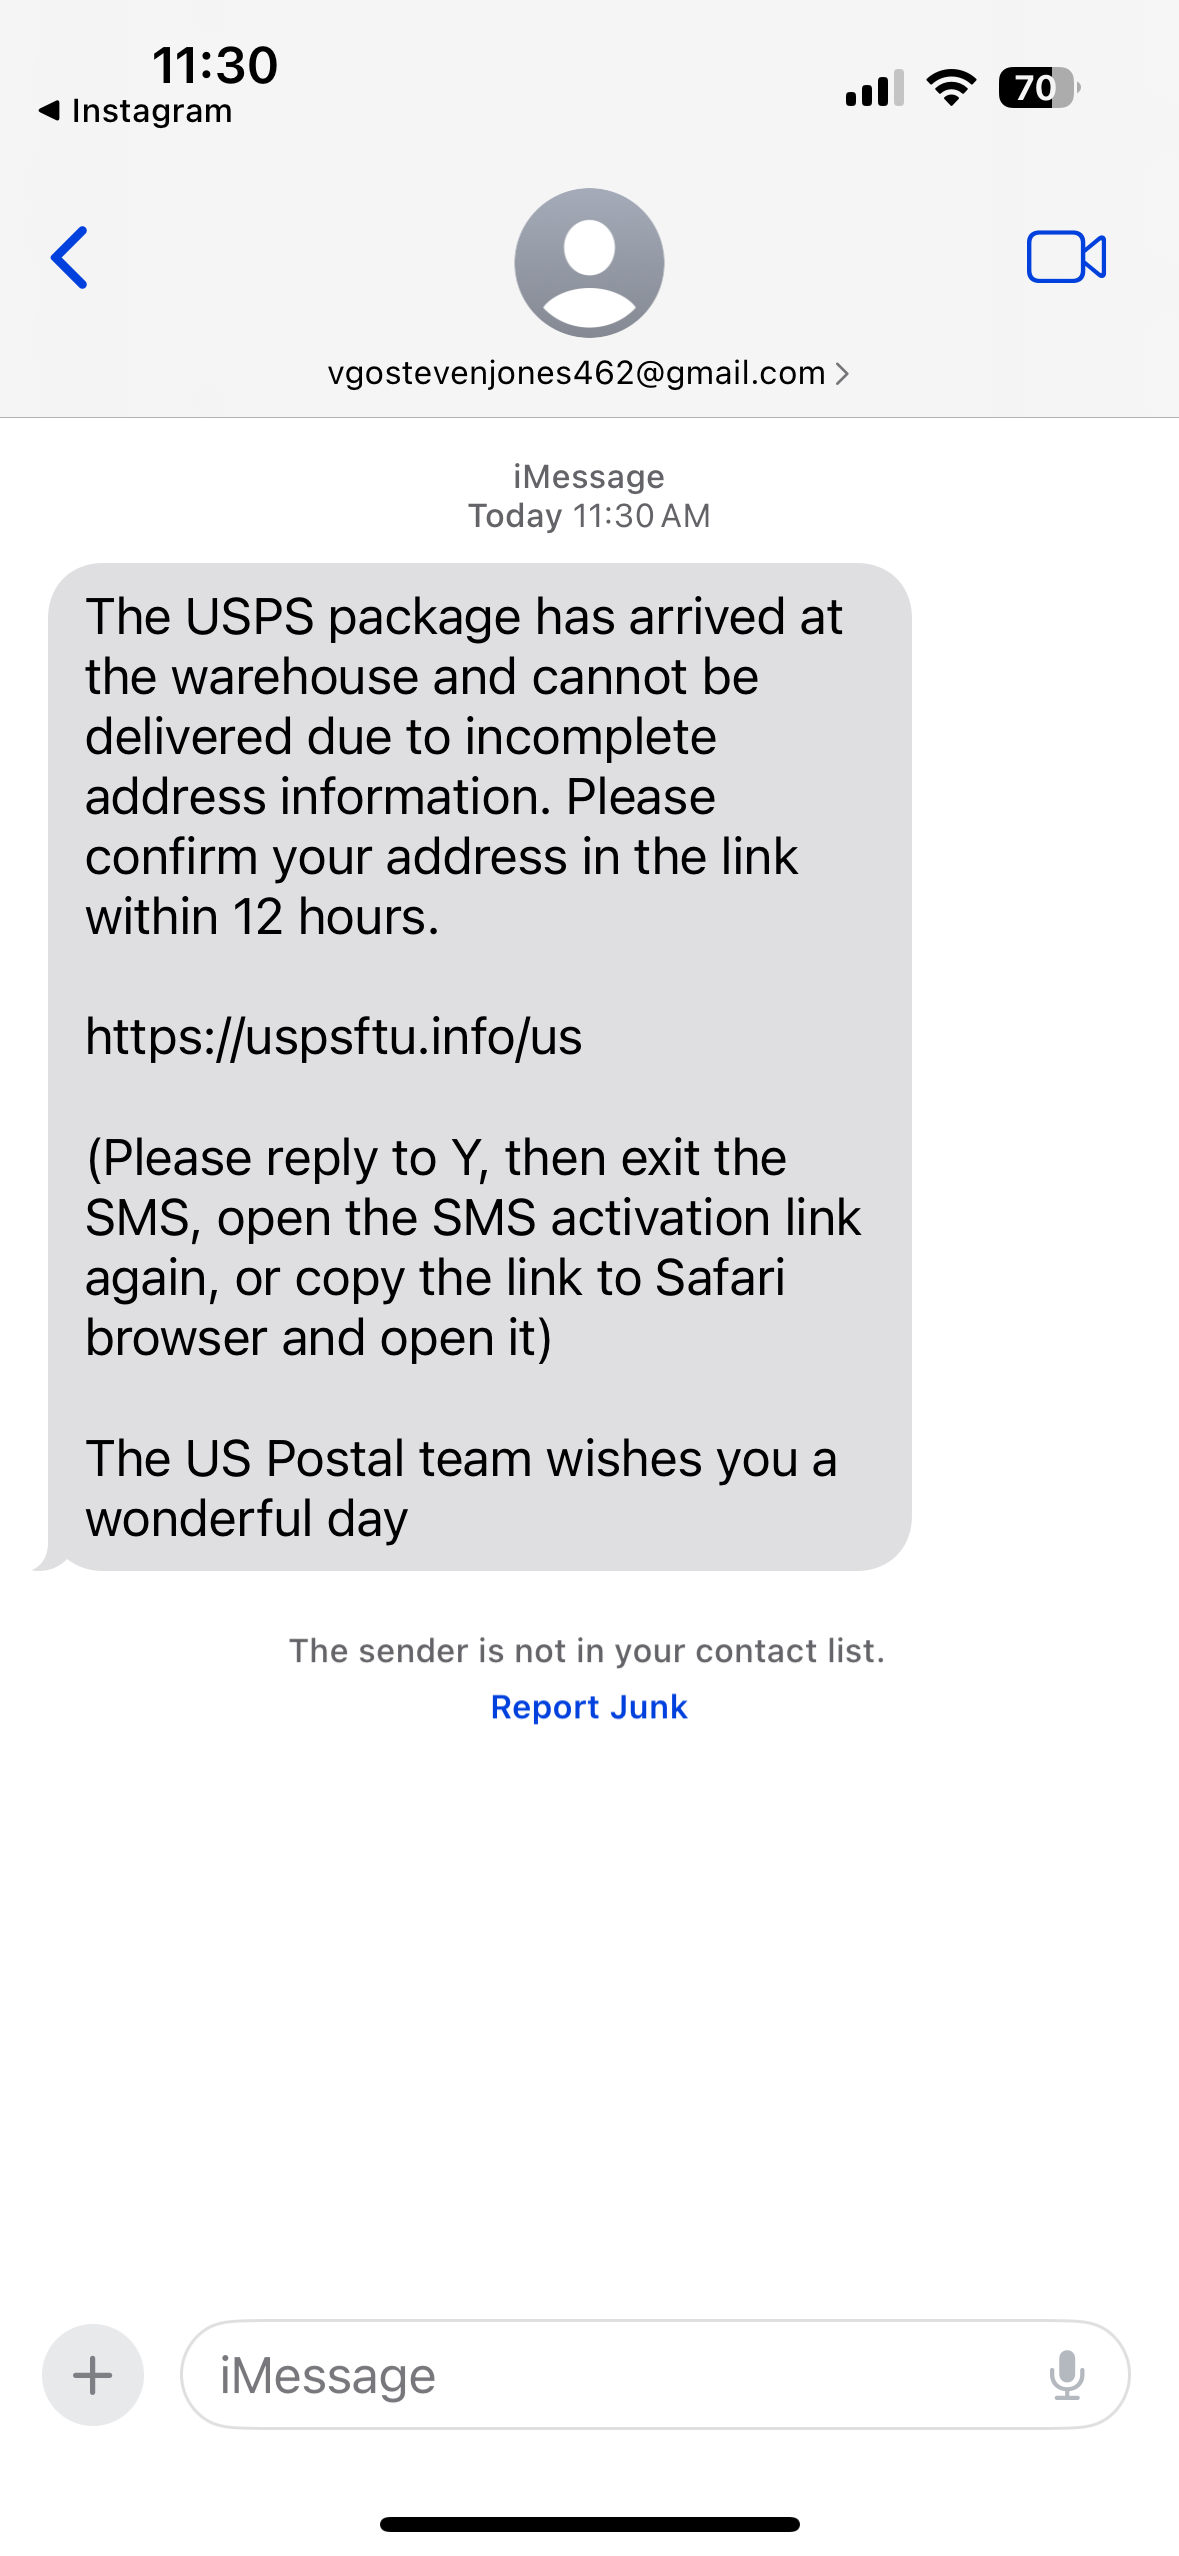 11:30
◀ Instagram
70
vgostevenjones462@gmail.com >
iMessage
Today 11:30 AM
The USPS package has arrived at
the warehouse and cannot be
delivered due to incomplete
address information. Please
confirm your address in the link
within 12 hours.
https://uspsftu.info/us
(Please reply to Y, then exit the
SMS, open the SMS activation link
again, or copy the link to Safari
browser and open it)
The US Postal team wishes you a
wonderful day
The sender is not in your contact list.
Report Junk
iMessage